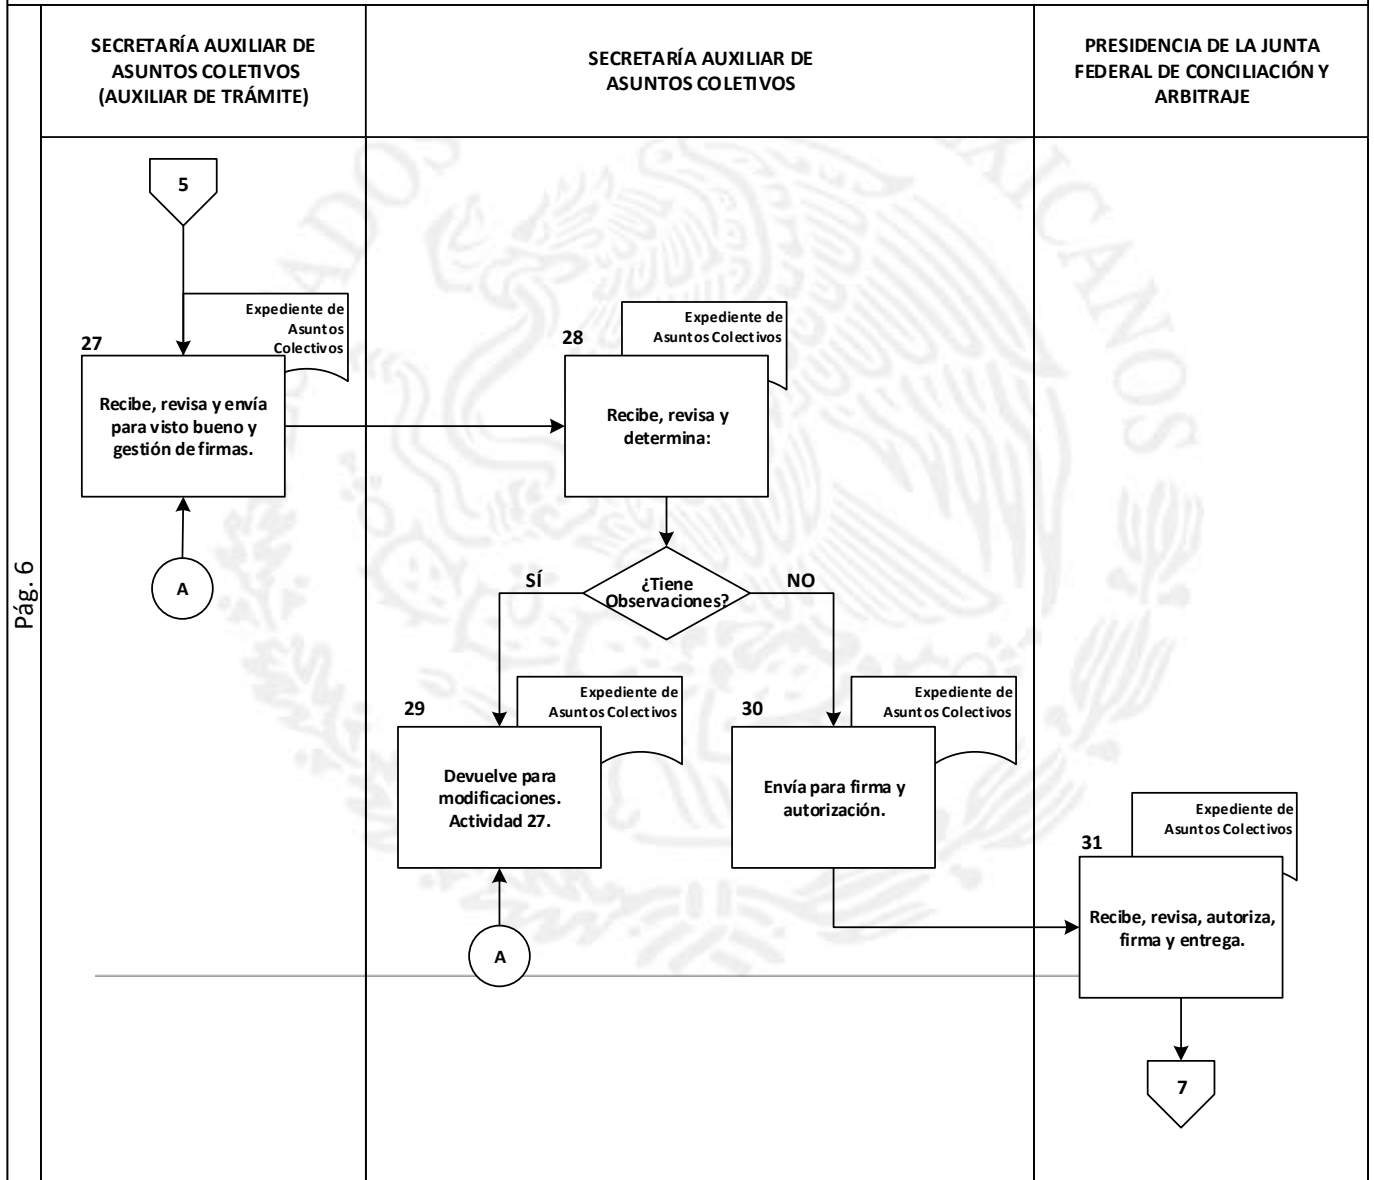 SECRETARÍA AUXILIAR DE
ASUNTOS COLETIVOS
(AUXILIAR DE TRÁMITE)
SECRETARÍA AUXILIAR DE
ASUNTOS COLETIVOS
PRESIDENCIA DE LA JUNTA
FEDERAL DE CONCILIACIÓN Y
ARBITRAJE
Pág. 6
5
Expediente de
Asuntos
Colectivos
27
Recibe, revisa y envía
para visto bueno y
gestión de firmas.
A
Expediente de
Asuntos Colectivos
28
Recibe, revisa y
determina:
¿Tiene
Observaciones?
SÍ
NO
Expediente de
Asuntos Colectivos
29
Devuelve para
modificaciones.
Actividad 27.
A
Expediente de
Asuntos Colectivos
30
Envía para firma y
autorización.
Expediente de
Asuntos Colectivos
31
Recibe, revisa, autoriza,
firma y entrega.
7